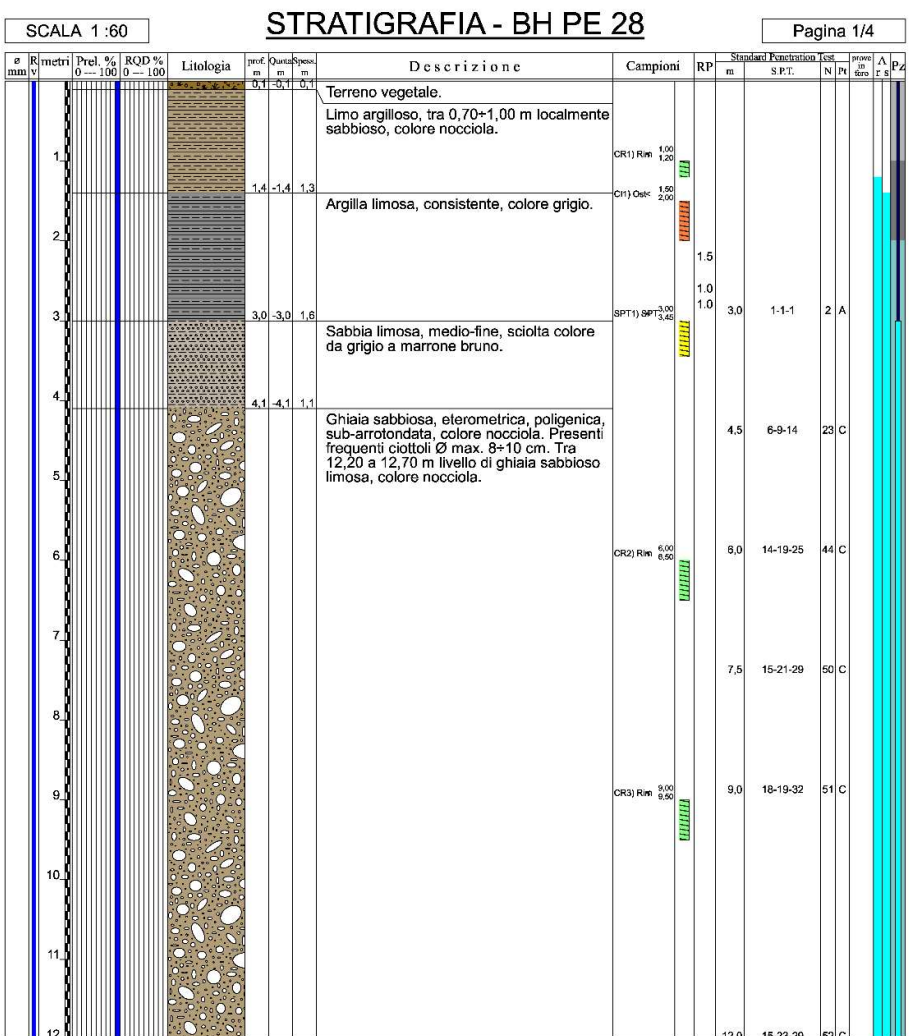 SCALA 1:60
STRATIGRAFIA - BH PE 28
Pagina 1/4
ø mm
R v
metri
Prel. % 0 --- 100
RQD % 0 --- 100
Litologia
prof. m
Quota m
Spess. m
Descrizione
Campioni
RP
Standard Penetration Test
m
S.P.T.
N
Pt
prove in foro
A
r s
Pz
0,1 -0,1 0,1
Terreno vegetale.
Limo argilloso, tra 0,70÷1,00 m localmente
sabbioso, colore nocciola.
1
CR1) Rim 1,00 1,20
1,4 -1,4 1,3
CI1) Ost< 1,50 2,00
Argilla limosa, consistente, colore grigio.
2
1.5
1.0
1.0
3
3,0 -3,0 1,6
SPT1) SPT 3,00 3,45
3,0 1-1-1 2 A
Sabbia limosa, medio-fine, sciolta colore
da grigio a marrone bruno.
4
4,1 -4,1 1,1
Ghiaia sabbiosa, eterometrica, poligenica,
sub-arrotondata, colore nocciola. Presenti
frequenti ciottoli Ø max. 8÷10 cm. Tra
12,20 a 12,70 m livello di ghiaia sabbioso
limosa, colore nocciola.
4,5 6-9-14 23 C
5
6
CR2) Rim 6,00 6,50
6,0 14-19-25 44 C
7
7,5 15-21-29 50 C
8
9
CR3) Rim 9,00 9,50
9,0 18-19-32 51 C
10
11
12
12,0 15-23-29 52 C